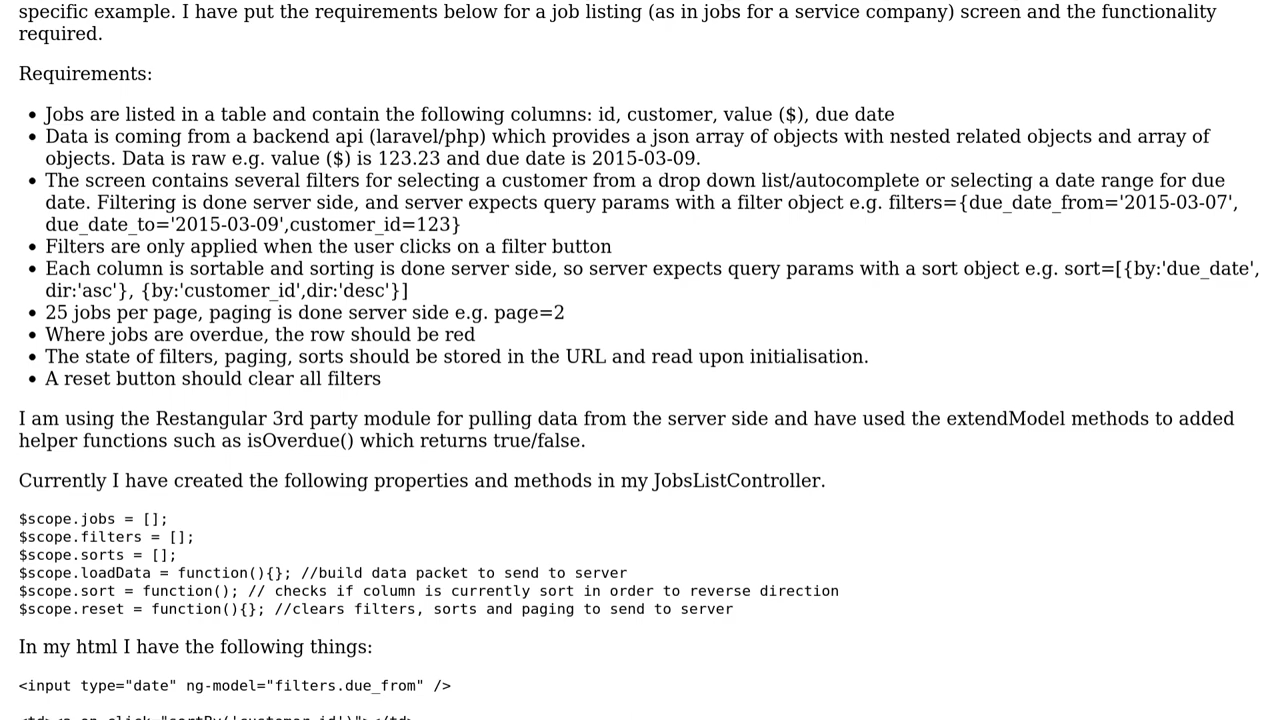 specific example. I have put the requirements below for a job listing (as in jobs for a service company) screen and the functionality
required.
Requirements:
• Jobs are listed in a table and contain the following columns: id, customer, value ($), due date
• Data is coming from a backend api (laravel/php) which provides a json array of objects with nested related objects and array of
objects. Data is raw e.g. value ($) is 123.23 and due date is 2015-03-09.
• The screen contains several filters for selecting a customer from a drop down list/autocomplete or selecting a date range for due
date. Filtering is done server side, and server expects query params with a filter object e.g. filters={due_date_from='2015-03-07',
due_date_to='2015-03-09',customer_id=123}
• Filters are only applied when the user clicks on a filter button
• Each column is sortable and sorting is done server side, so server expects query params with a sort object e.g. sort=[{by:'due_date',
dir:'asc'}, {by:'customer_id',dir:'desc'}]
• 25 jobs per page, paging is done server side e.g. page=2
• Where jobs are overdue, the row should be red
• The state of filters, paging, sorts should be stored in the URL and read upon initialisation.
• A reset button should clear all filters
I am using the Restangular 3rd party module for pulling data from the server side and have used the extendModel methods to added
helper functions such as isOverdue() which returns true/false.
Currently I have created the following properties and methods in my JobsListController.
$scope.jobs = [];
$scope.filters = [];
$scope.sorts = [];
$scope.loadData = function(){}; //build data packet to send to server
$scope.sort = function(); // checks if column is currently sort in order to reverse direction
$scope.reset = function(){}; //clears filters, sorts and paging to send to server
In my html I have the following things:
<input type="date" ng-model="filters.due_from" />